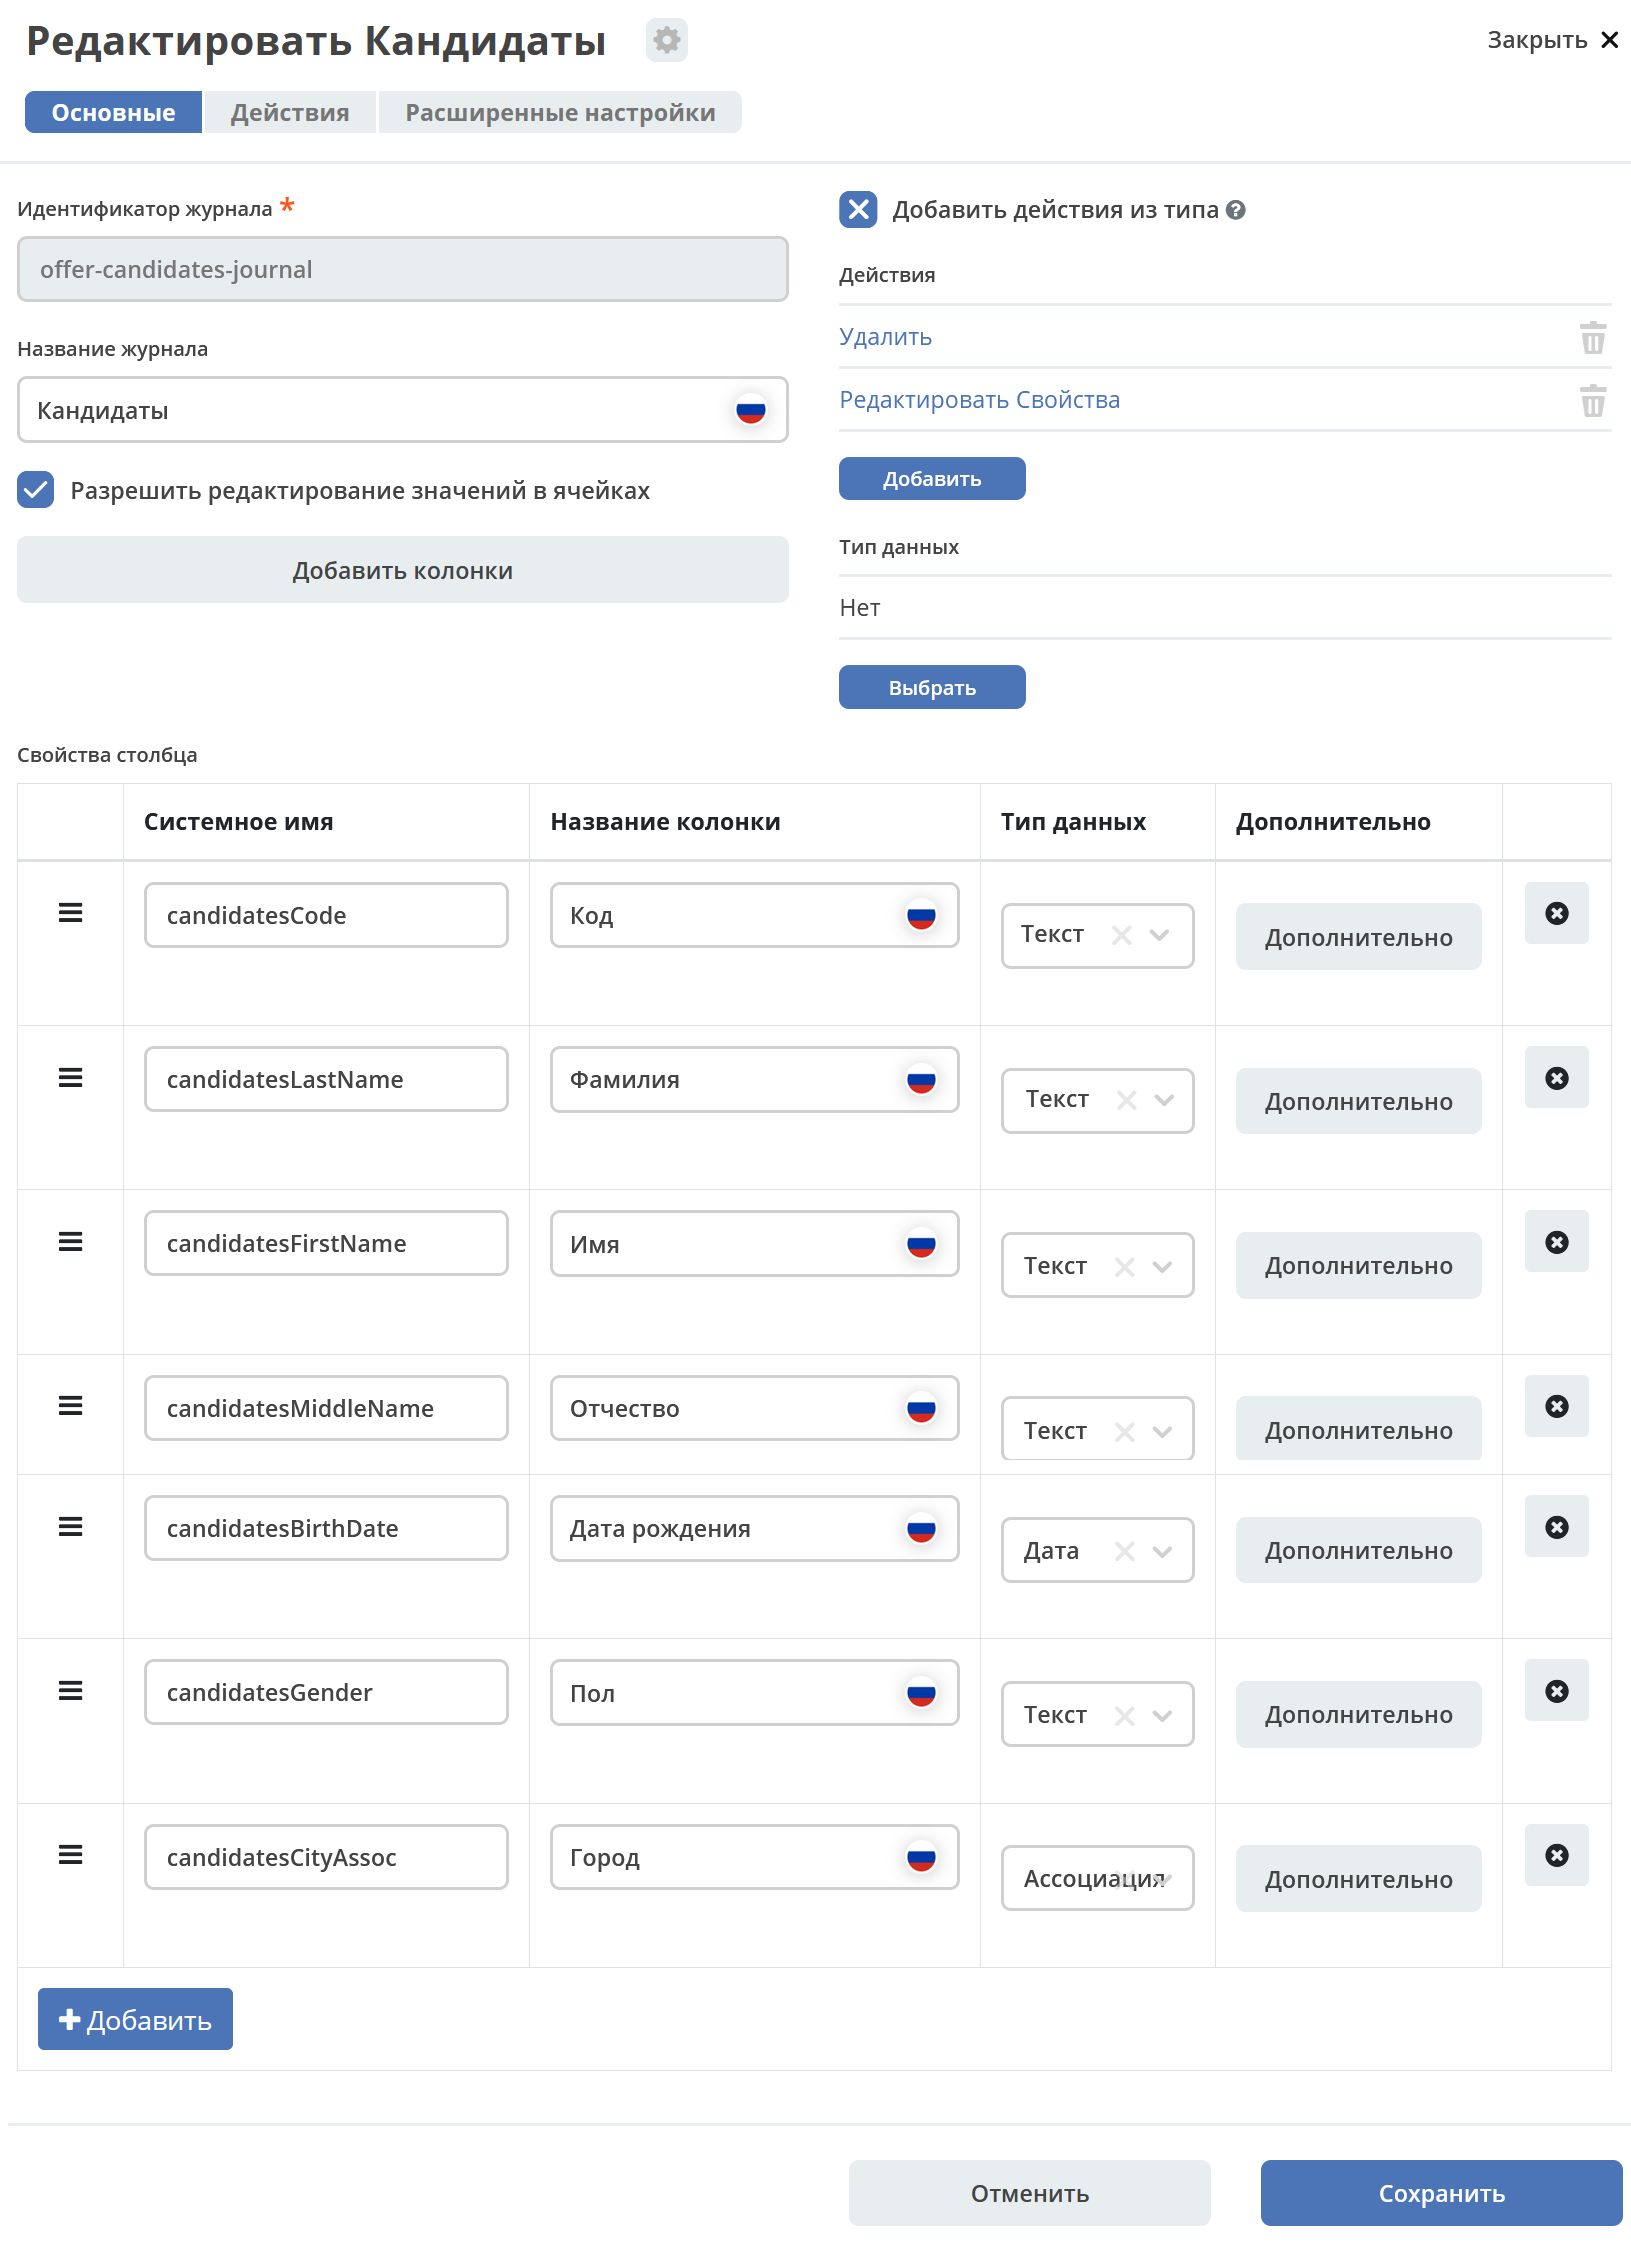 Редактировать Кандидаты
Закрыть
Основные
Действия
Расширенные настройки
Идентификатор журнала *
offer-candidates-journal
Название журнала
Кандидаты
Разрешить редактирование значений в ячейках
Добавить колонки
Добавить действия из типа
Действия
Удалить
Редактировать Свойства
Добавить
Тип данных
Нет
Выбрать
Свойства столбца
Системное имя Название колонки Тип данных Дополнительно
candidatesCode Код Текст Дополнительно
candidatesLastName Фамилия Текст Дополнительно
candidatesFirstName Имя Текст Дополнительно
candidatesMiddleName Отчество Текст Дополнительно
candidatesBirthDate Дата рождения Дата Дополнительно
candidatesGender Пол Текст Дополнительно
candidatesCityAssoc Город Ассоциация Дополнительно
Добавить
Отменить
Сохранить